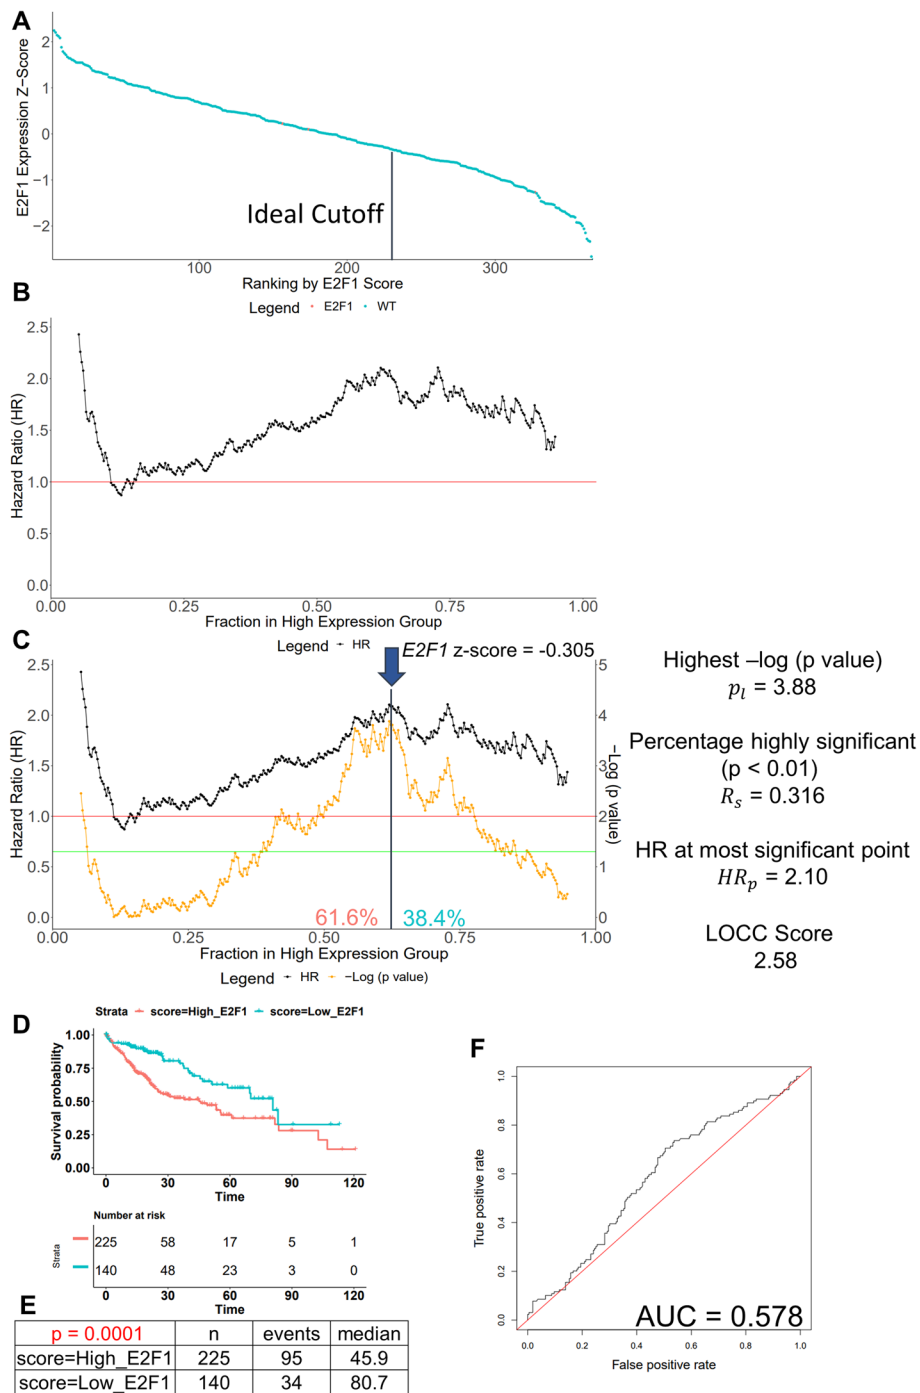 A
E2F1 Expression Z−Score
2
1
0
−1
−2
Ideal Cutoff
100 200 300
Ranking by E2F1 Score
Legend E2F1 WT
B
Hazard Ratio (HR)
2.5
2.0
1.5
1.0
0.5
0.0
0.00 0.25 0.50 0.75 1.00
Fraction in High Expression Group
Legend HR
C
E2F1 z-score = -0.305
Hazard Ratio (HR)
2.5
2.0
1.5
1.0
0.5
0.0
5
4
3
2
1
0
−Log (p value)
61.6% 38.4%
0.00 0.25 0.50 0.75 1.00
Fraction in High Expression Group
Legend HR −Log (p value)
Highest –log (p value)
pₗ = 3.88
Percentage highly significant
(p < 0.01)
Rₛ = 0.316
HR at most significant point
HRₚ = 2.10
LOCC Score
2.58
D
Strata score=High_E2F1 score=Low_E2F1
Survival probability
1.00
0.75
0.50
0.25
0.00
0 30 60 90 120
Time
Number at risk
Strata
225 58 17 5 1
140 48 23 3 0
0 30 60 90 120
Time
E
p = 0.0001 n events median
score=High_E2F1 225 95 45.9
score=Low_E2F1 140 34 80.7
F
True positive rate
1.0
0.8
0.6
0.4
0.2
0.0
AUC = 0.578
0.0 0.2 0.4 0.6 0.8 1.0
False positive rate